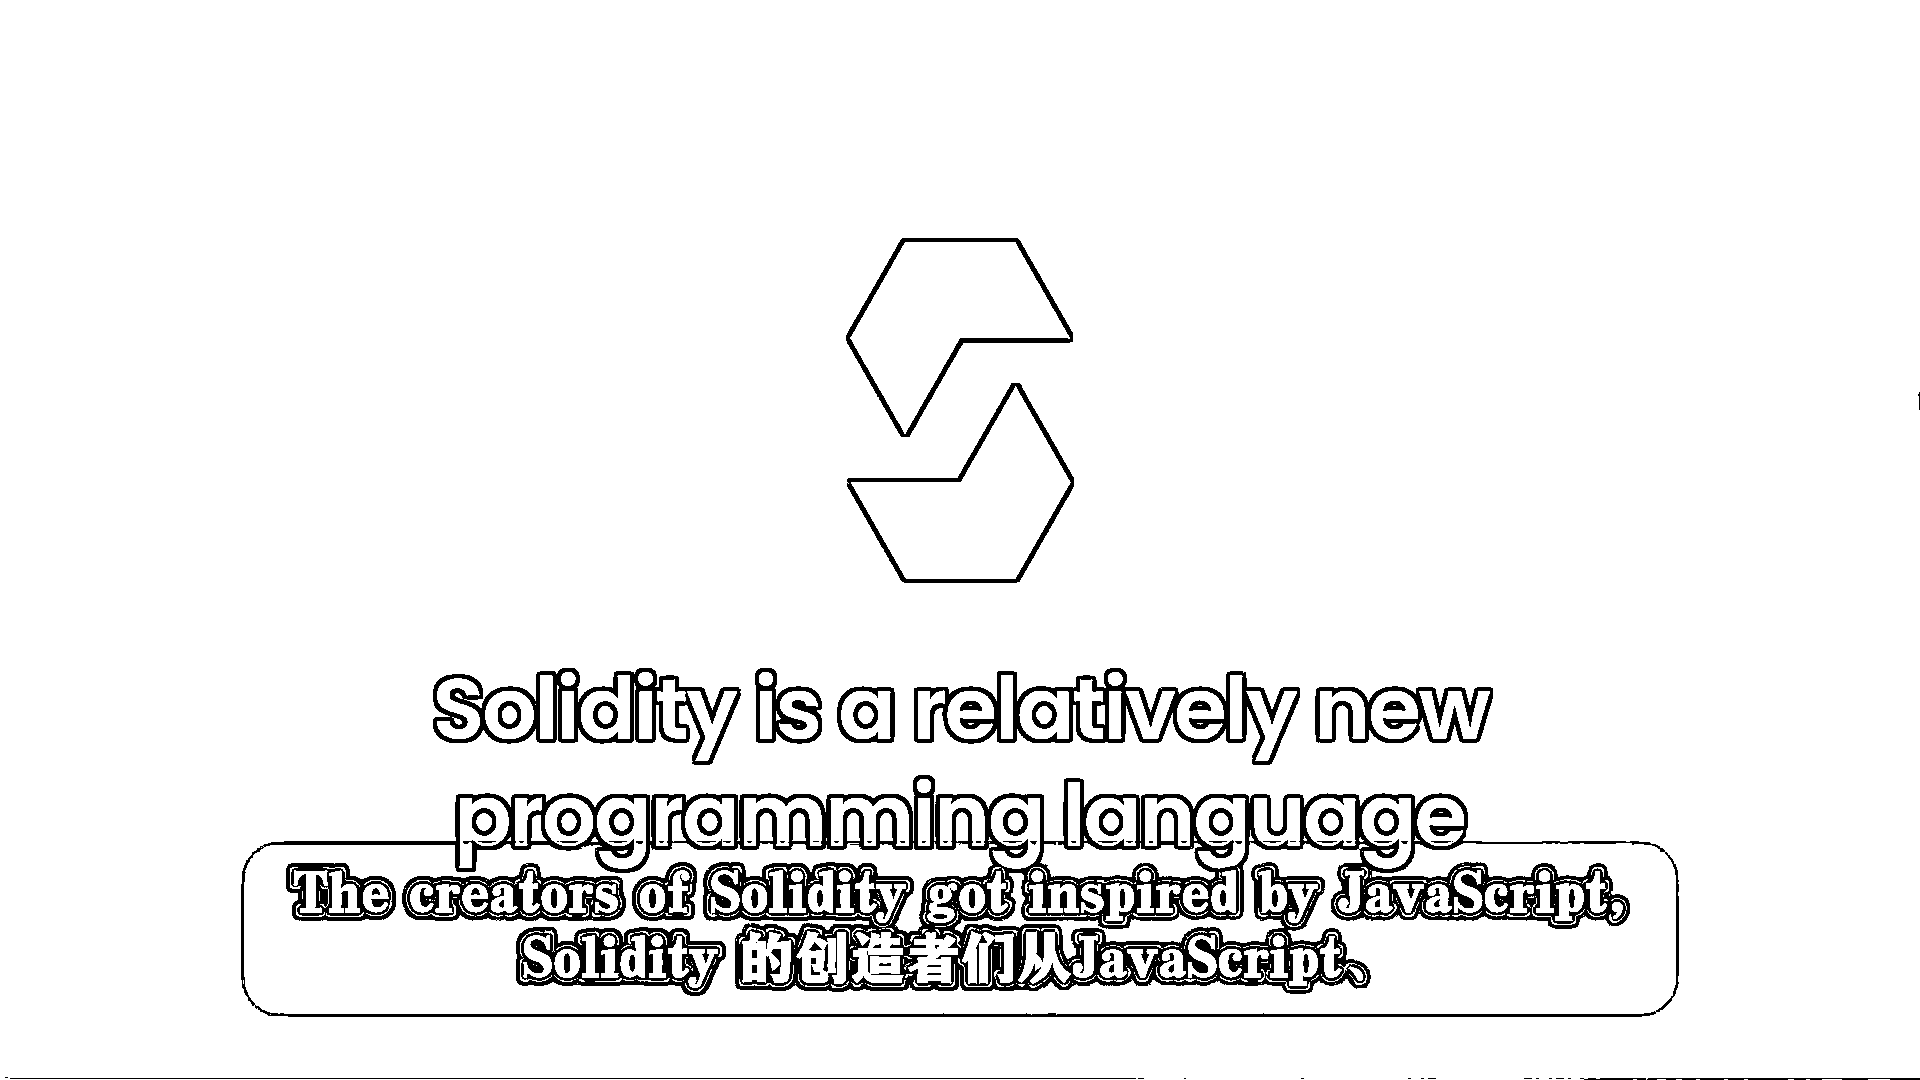 Solidity is a relatively new
programming language
The creators of Solidity got inspired by JavaScript,
Solidity 的创造者们从JavaScript、